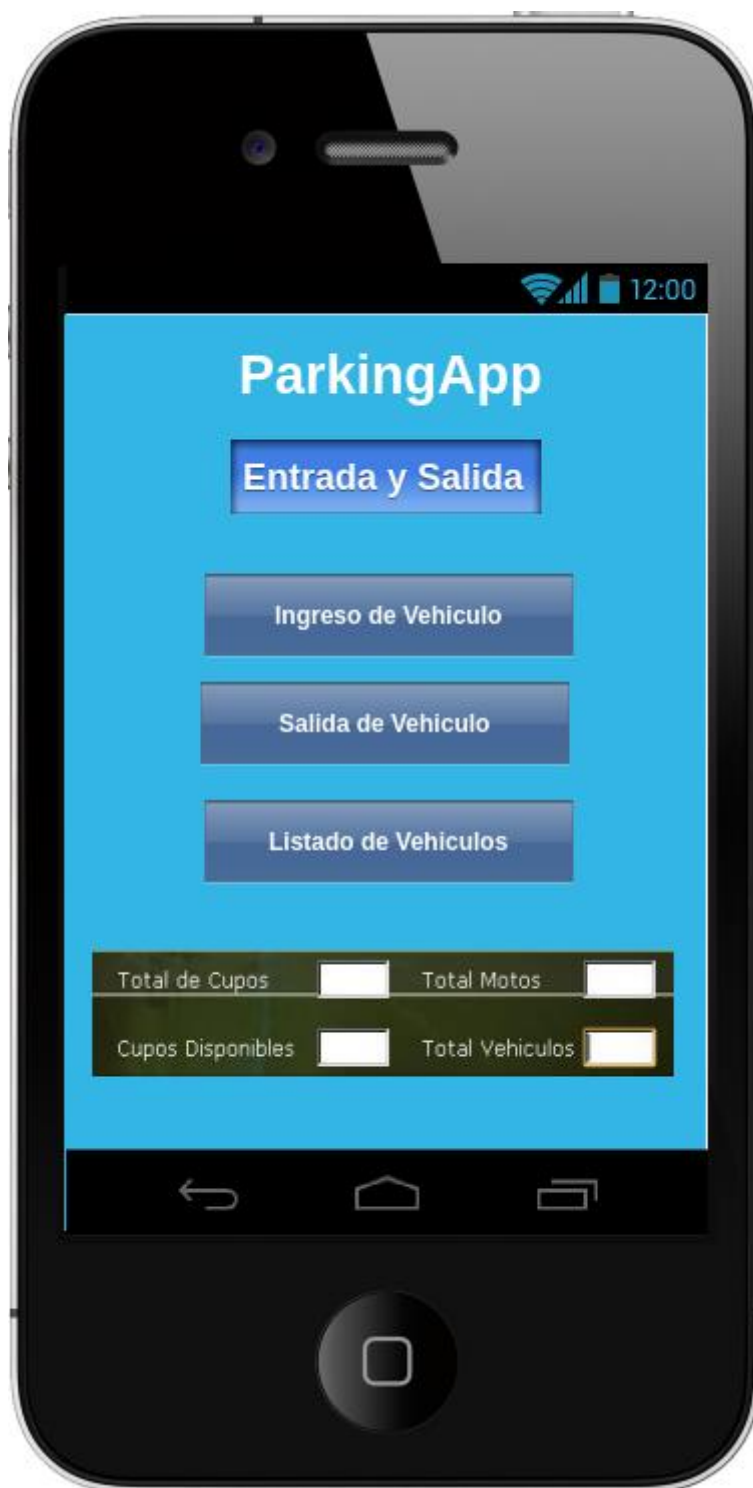 12:00
ParkingApp
Entrada y Salida
Ingreso de Vehiculo
Salida de Vehiculo
Listado de Vehiculos
Total de Cupos Total Motos
Cupos Disponibles Total Vehiculos